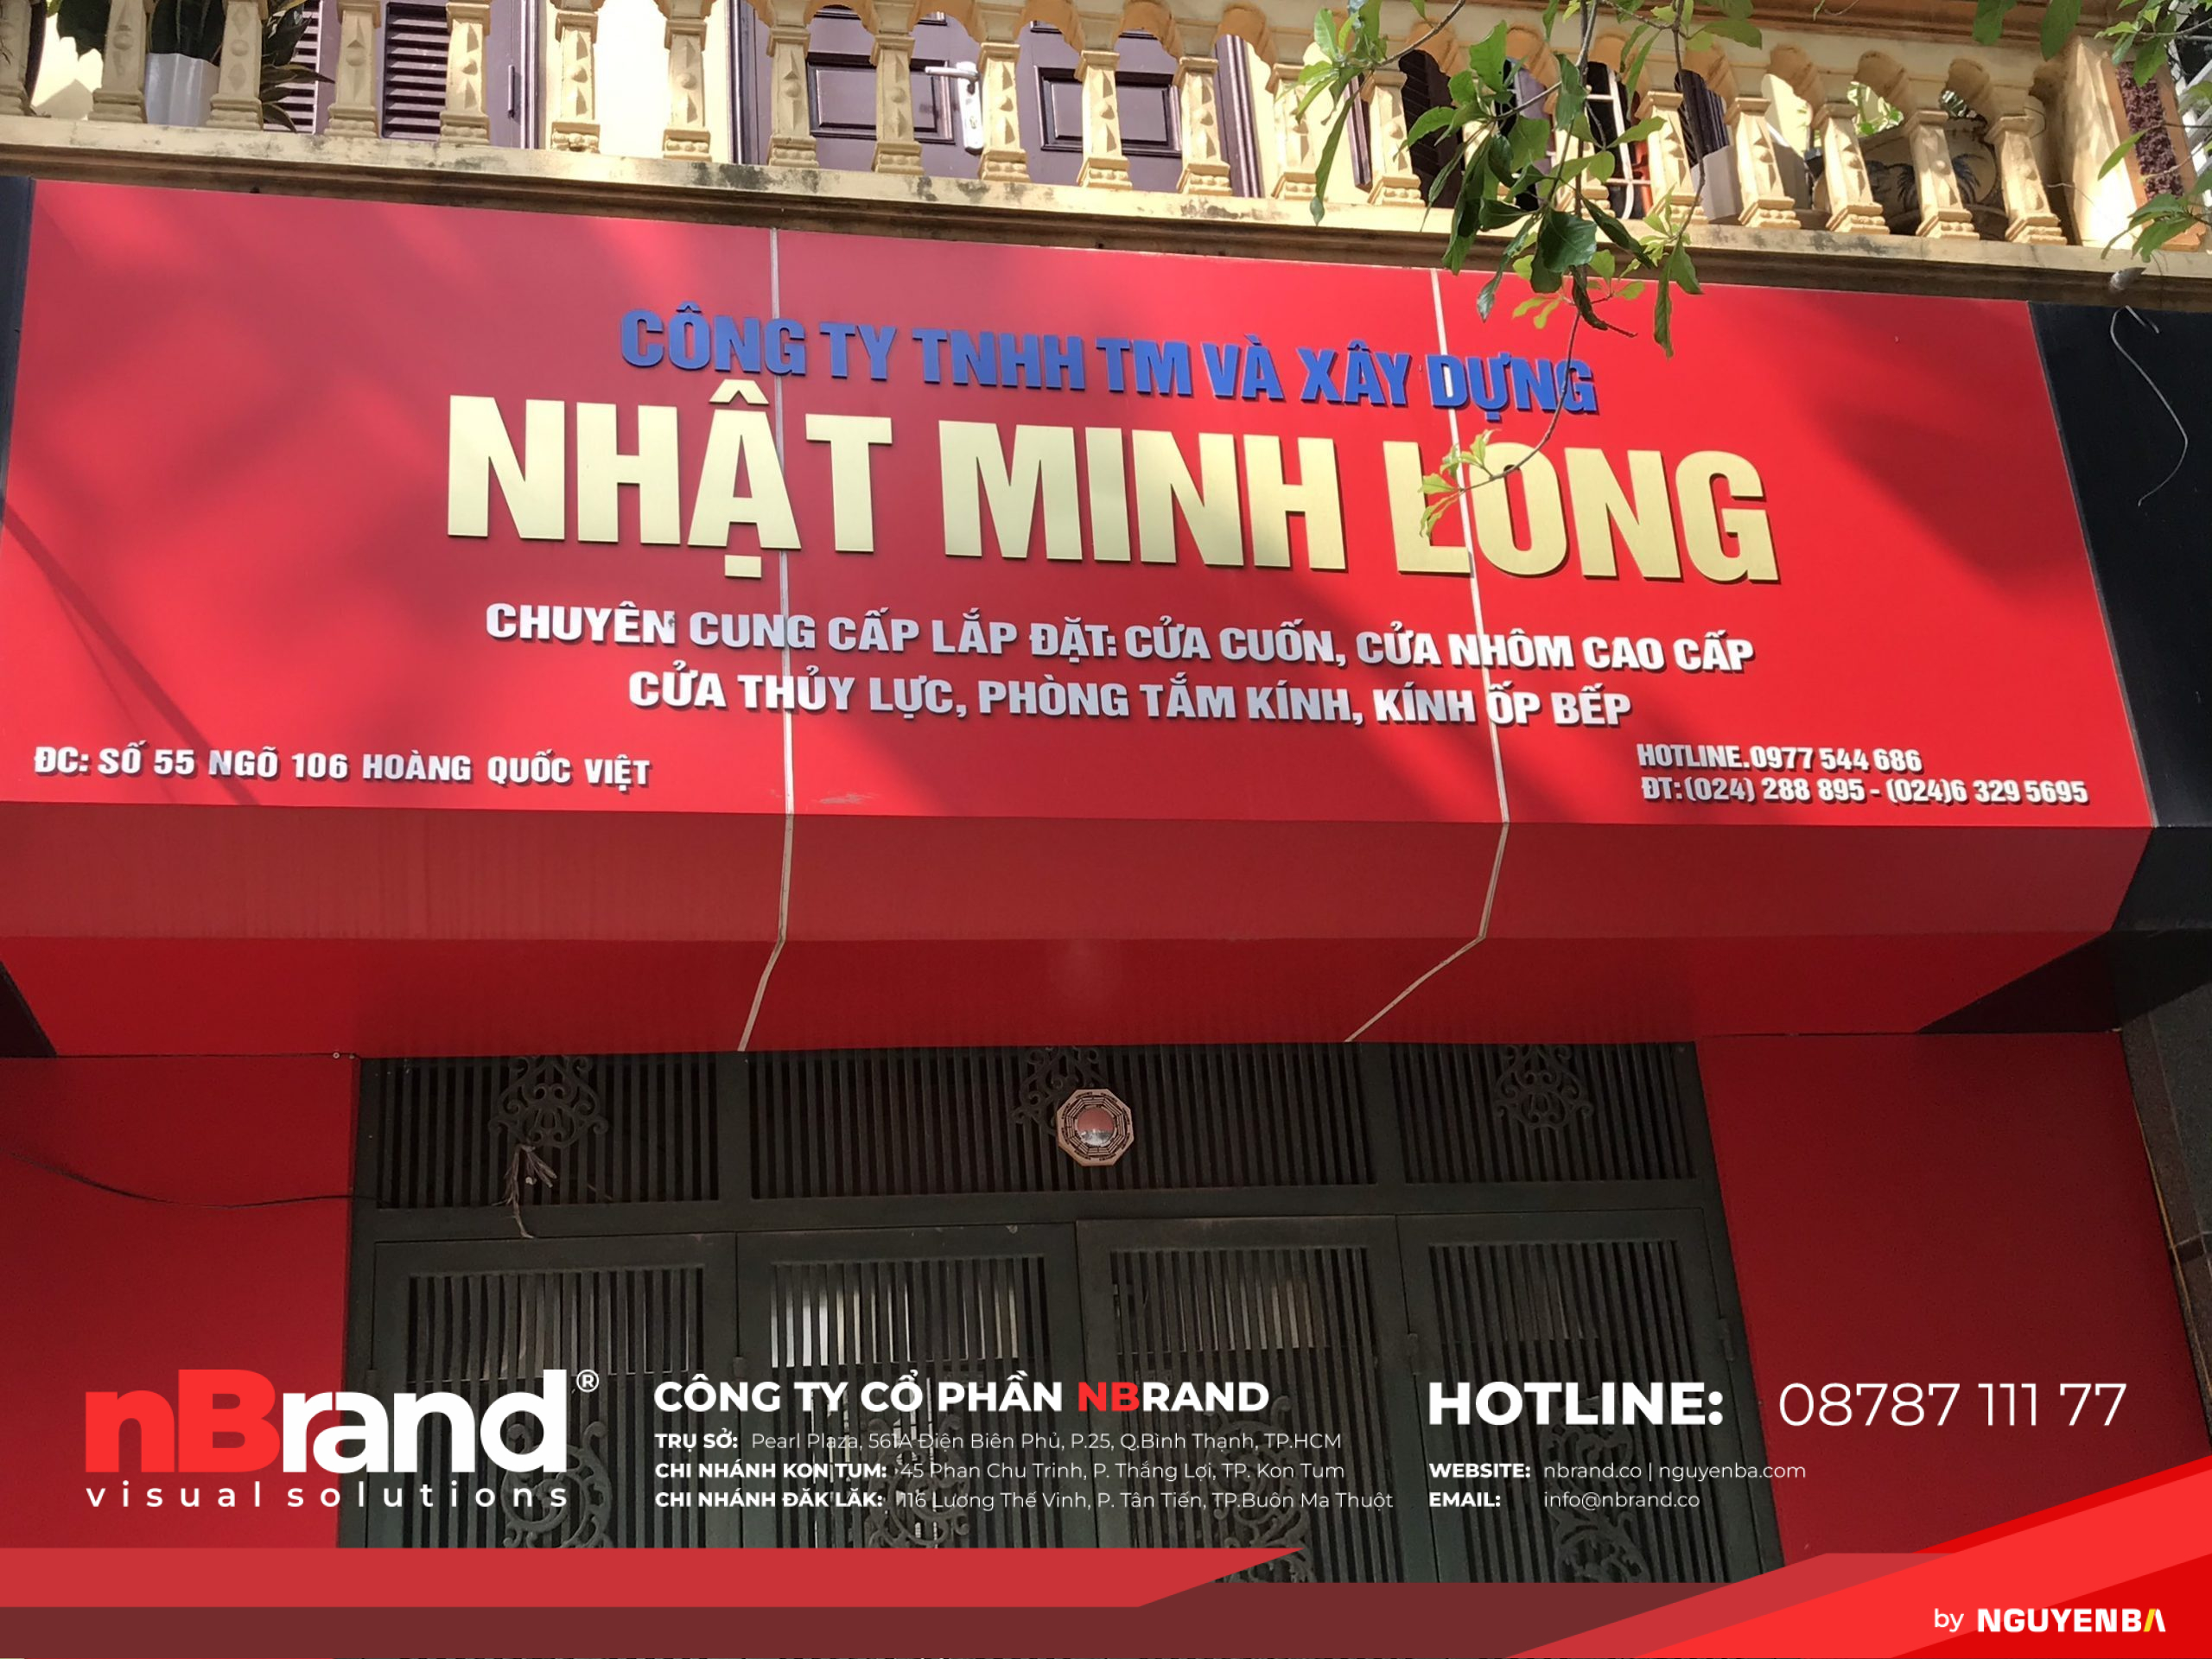 CÔNG TY TNHH TM VÀ XÂY DỰNG
NHẬT MINH LONG
CHUYÊN CUNG CẤP LẮP ĐẶT: CỬA CUỐN, CỬA NHÔM CAO CẤP
CỬA THỦY LỰC, PHÒNG TẮM KÍNH, KÍNH ỐP BẾP
ĐC: SỐ 55 NGÕ 106 HOÀNG QUỐC VIỆT
HOTLINE.0977 544 686
ĐT:(024) 288 895 - (024)6 329 5695
nBrand®
visual solutions
CÔNG TY CỔ PHẦN NBRAND
TRỤ SỞ: Pearl Plaza, 561A Điện Biên Phủ, P.25, Q.Bình Thạnh, TP.HCM
CHI NHÁNH KON TUM: 45 Phan Chu Trinh, P. Thắng Lợi, TP. Kon Tum
CHI NHÁNH ĐĂK LĂK: 116 Lương Thế Vinh, P. Tân Tiến, TP.Buôn Ma Thuột
HOTLINE: 08787 111 77
WEBSITE: nbrand.co | nguyenba.com
EMAIL: info@nbrand.co
by NGUYENBA